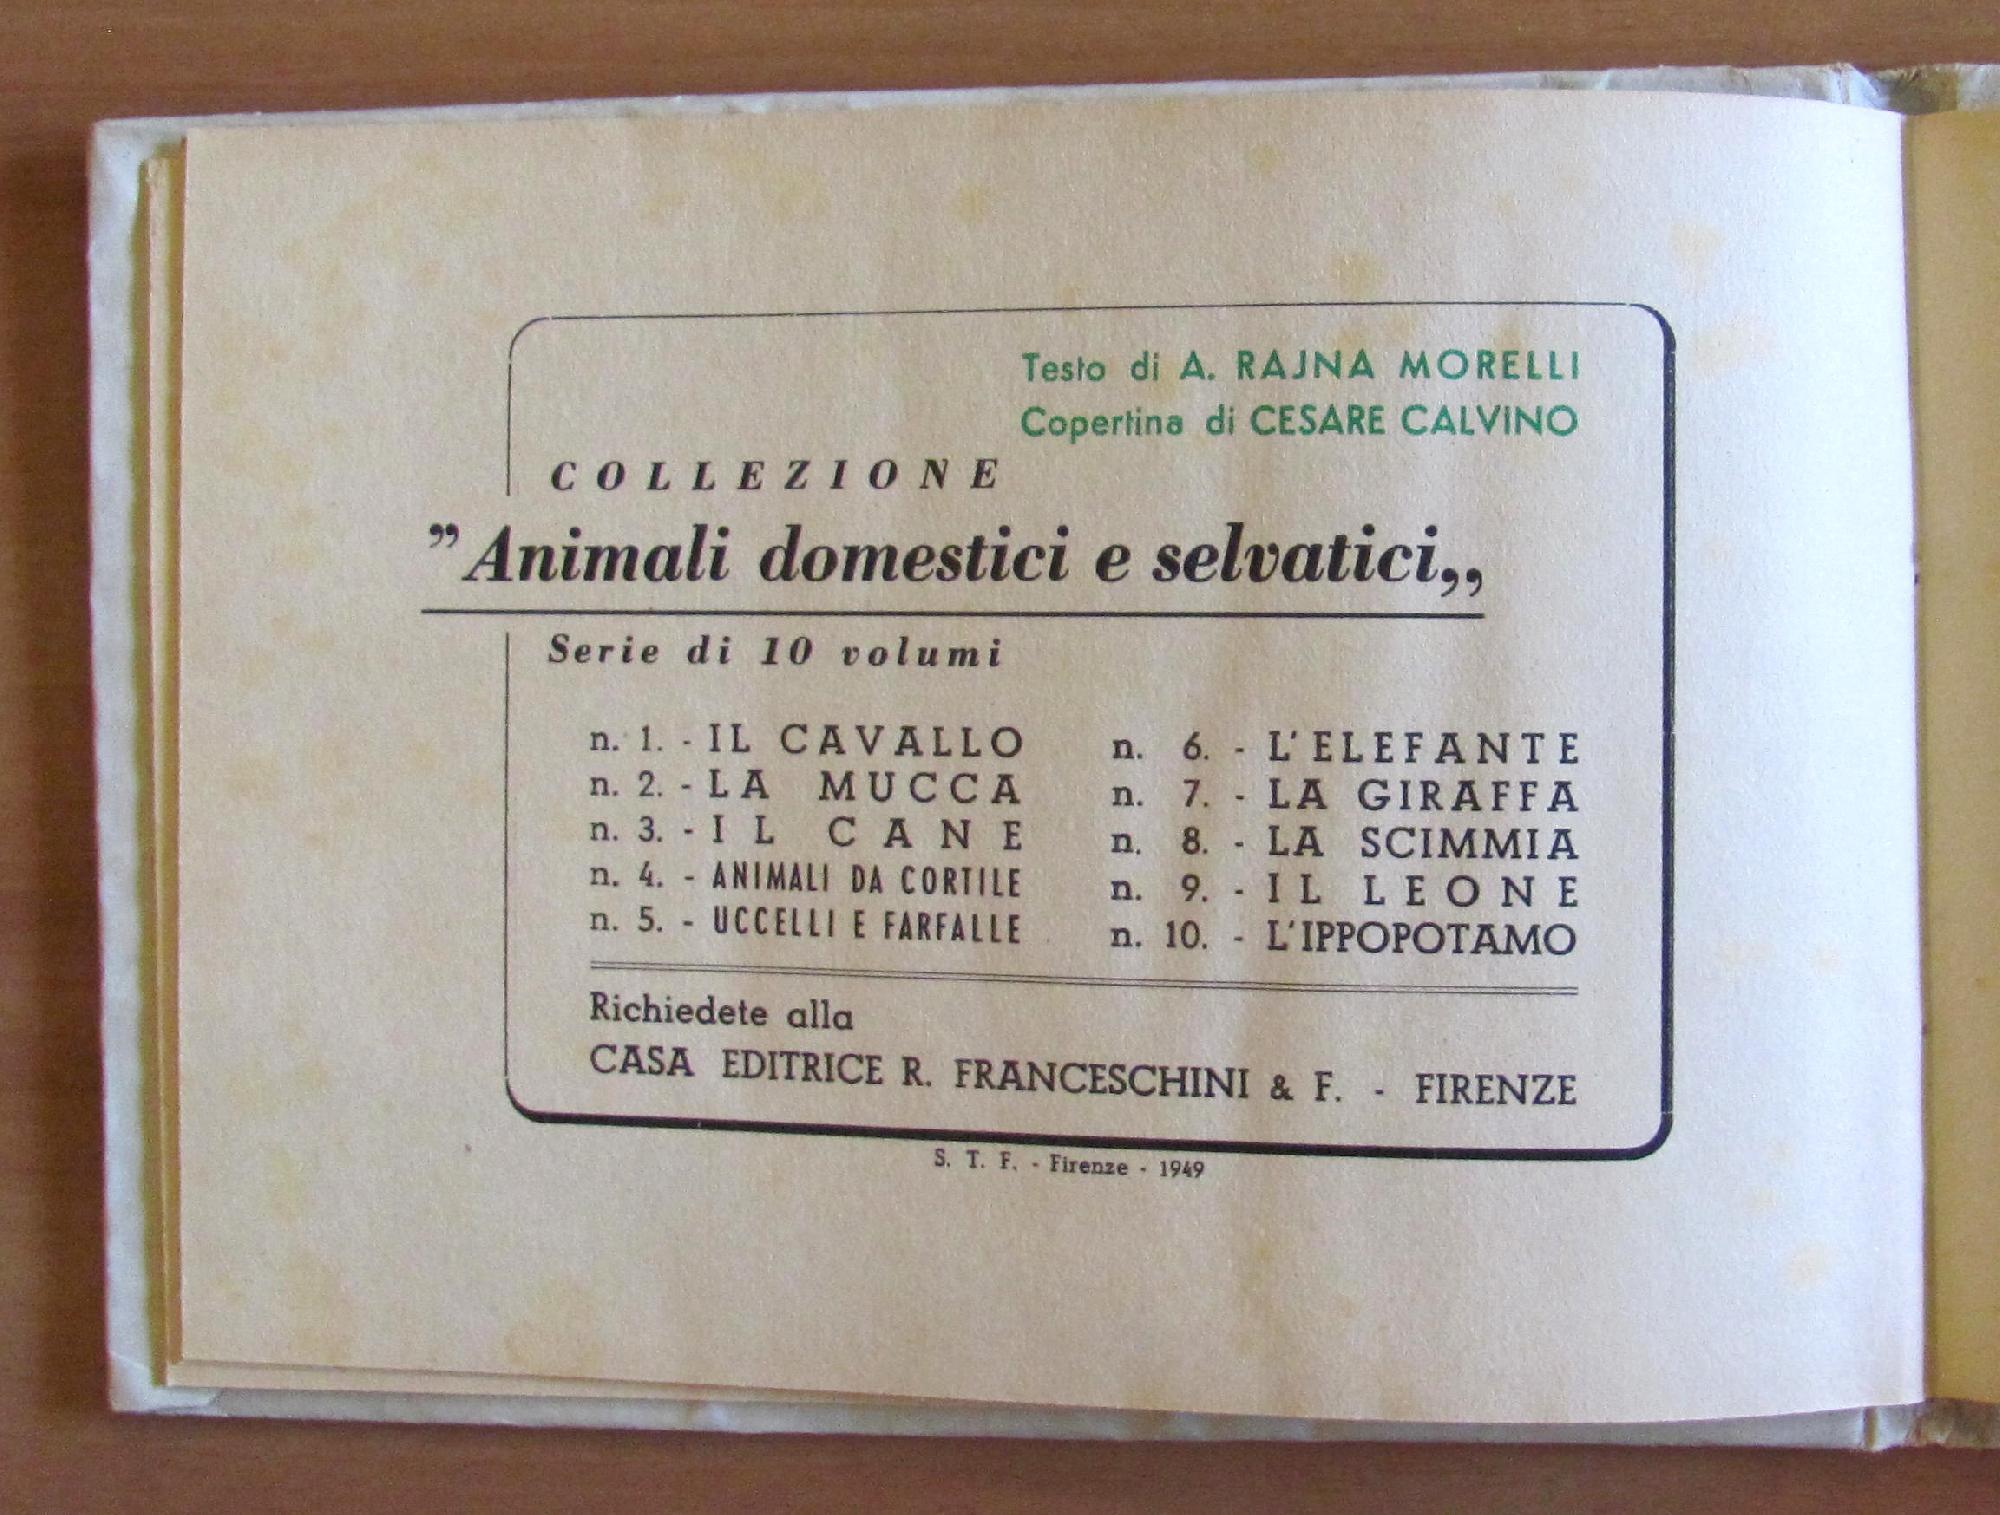 Testo di A. RAJNA MORELLI
Copertina di CESARE CALVINO
COLLEZIONE
”Animali domestici e selvatici„
Serie di 10 volumi
n. 1. - IL CAVALLO
n. 2. - LA MUCCA
n. 3. - IL CANE
n. 4. - ANIMALI DA CORTILE
n. 5. - UCCELLI E FARFALLE
n. 6. - L'ELEFANTE
n. 7. - LA GIRAFFA
n. 8. - LA SCIMMIA
n. 9. - IL LEONE
n. 10. - L'IPPOPOTAMO
Richiedete alla
CASA EDITRICE R. FRANCESCHINI & F. - FIRENZE
S. T. F. - Firenze - 1949